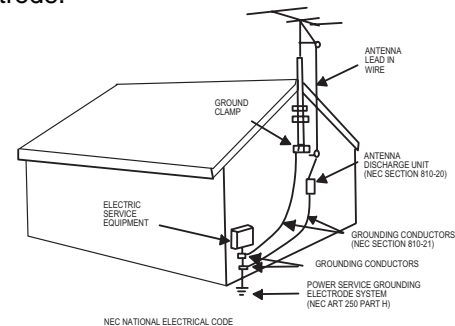 ANTENNA
LEAD IN
WIRE
GROUND
CLAMP
ANTENNA
DISCHARGE UNIT
(NEC SECTION 810-20)
ELECTRIC
SERVICE
EQUIPMENT
GROUNDING CONDUCTORS
(NEC SECTION 810-21)
GROUNDING CONDUCTORS
POWER SERVICE GROUNDING
ELECTRODE SYSTEM
(NEC ART 250 PART H)
NEC NATIONAL ELECTRICAL CODE